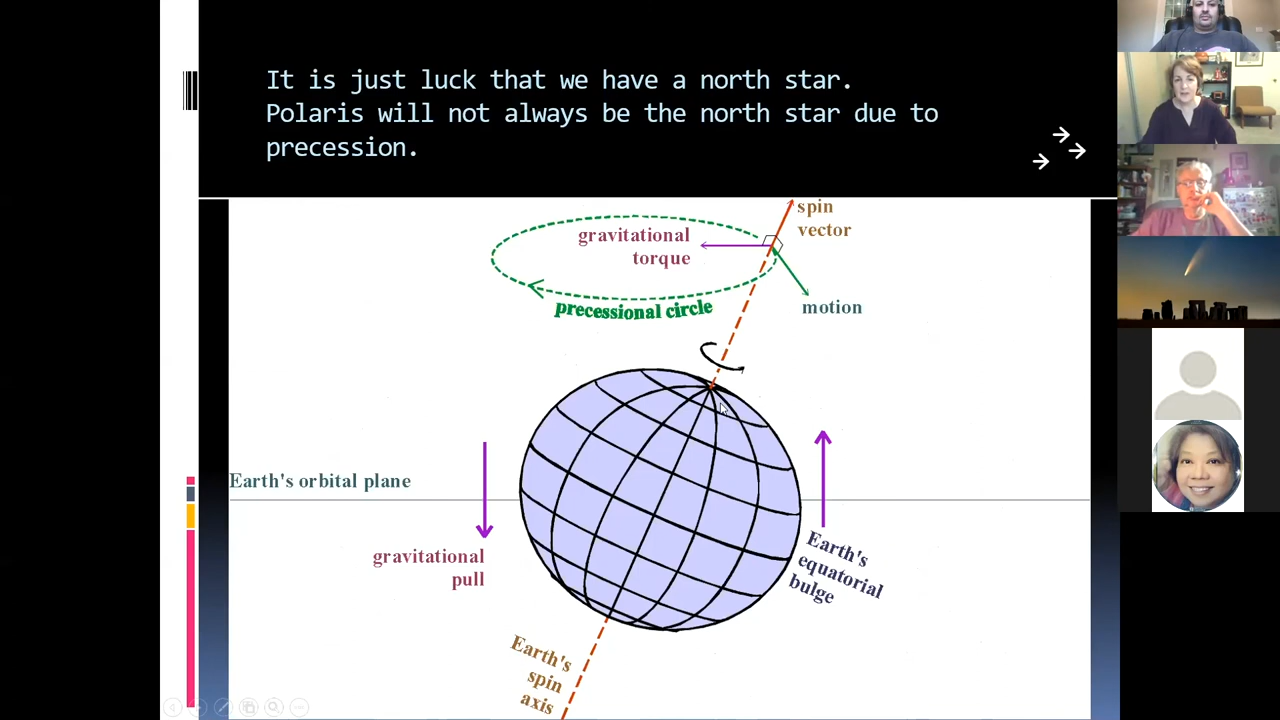 It is just luck that we have a north star.
Polaris will not always be the north star due to
precession.
spin
vector
gravitational
torque
motion
precessional circle
Earth's orbital plane
gravitational
pull
Earth's
equatorial
bulge
Earth's
spin
axis